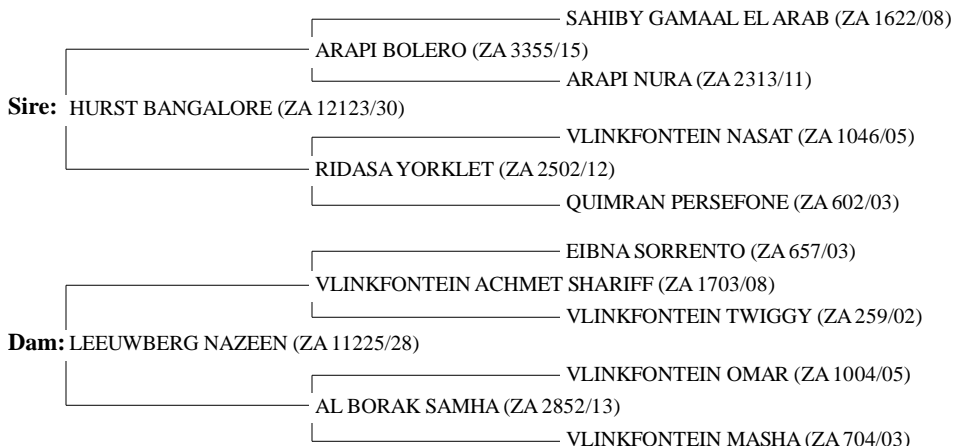 SAHIBY GAMAAL EL ARAB (ZA 1622/08)
ARAPI BOLERO (ZA 3355/15)
ARAPI NURA (ZA 2313/11)
Sire: HURST BANGALORE (ZA 12123/30)
VLINKFONTEIN NASAT (ZA 1046/05)
RIDASA YORKLET (ZA 2502/12)
QUIMRAN PERSEFONE (ZA 602/03)
EIBNA SORRENTO (ZA 657/03)
VLINKFONTEIN ACHMET SHARIFF (ZA 1703/08)
VLINKFONTEIN TWIGGY (ZA 259/02)
Dam: LEEUWBERG NAZEEN (ZA 11225/28)
VLINKFONTEIN OMAR (ZA 1004/05)
AL BORAK SAMHA (ZA 2852/13)
VLINKFONTEIN MASHA (ZA 704/03)